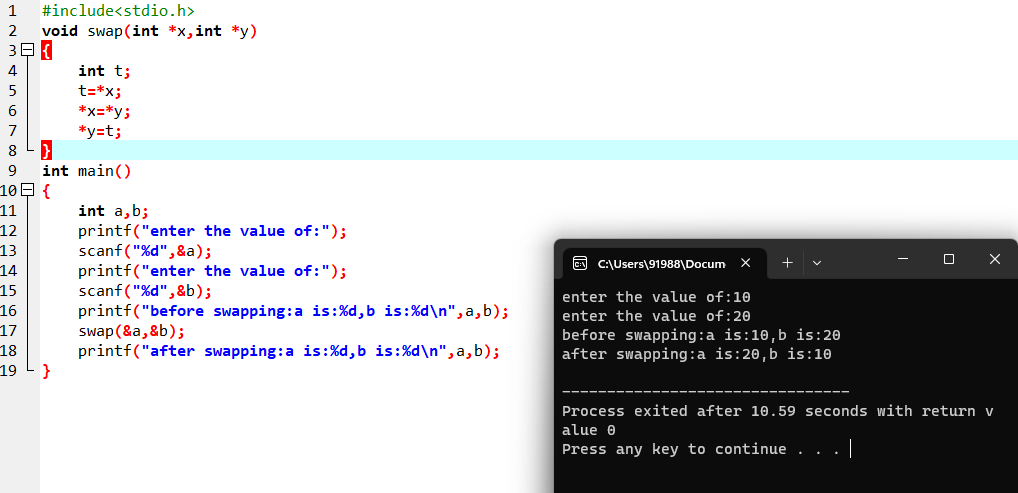 1 #include<stdio.h>
2 void swap(int *x,int *y)
3 {
4 int t;
5 t=*x;
6 *x=*y;
7 *y=t;
8 }
9 int main()
10 {
11 int a,b;
12 printf("enter the value of:");
13 scanf("%d",&a);
14 printf("enter the value of:");
15 scanf("%d",&b);
16 printf("before swapping:a is:%d,b is:%d\n",a,b);
17 swap(&a,&b);
18 printf("after swapping:a is:%d,b is:%d\n",a,b);
19 }
C:\Users\91988\Docum
enter the value of:10
enter the value of:20
before swapping:a is:10,b is:20
after swapping:a is:20,b is:10
--------------------------------
Process exited after 10.59 seconds with return v
alue 0
Press any key to continue . . .